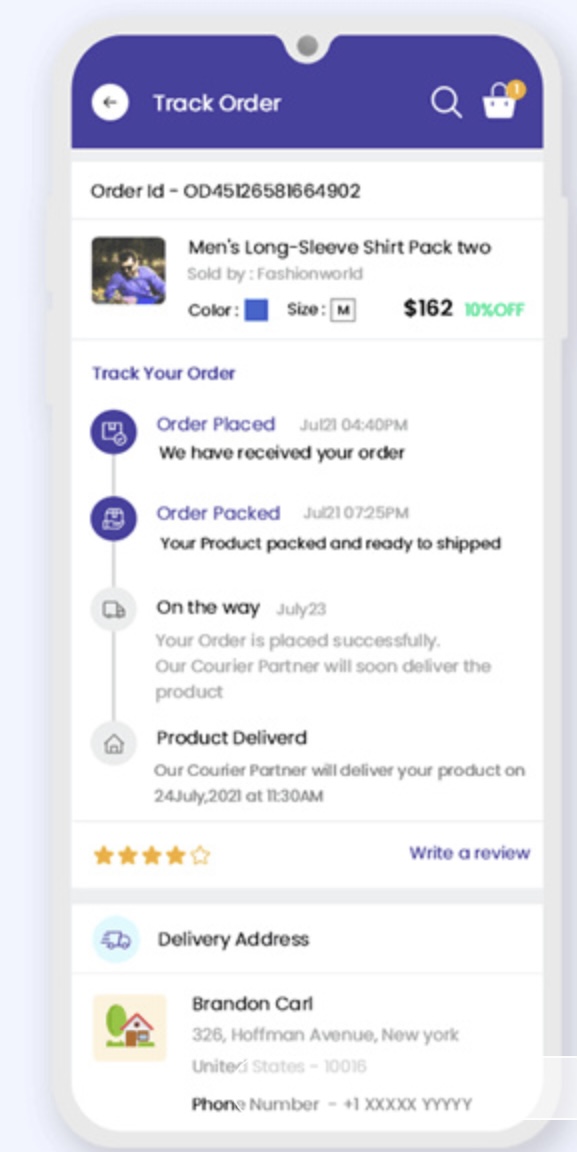 Track Order
1
Order Id - OD45126581664902
Men's Long-Sleeve Shirt Pack two
Sold by : Fashionworld
Color : Size : M $162 10%OFF
Track Your Order
Order Placed Jul21 04:40PM
We have received your order
Order Packed Jul21 07:25PM
Your Product packed and ready to shipped
On the way July23
Your Order is placed successfully.
Our Courier Partner will soon deliver the
product
Product Deliverd
Our Courier Partner will deliver your product on
24July,2021 at 11:30AM
Write a review
Delivery Address
Brandon Carl
326, Hoffman Avenue, New york
United States - 10016
Phone Number - +1 XXXXX YYYYY